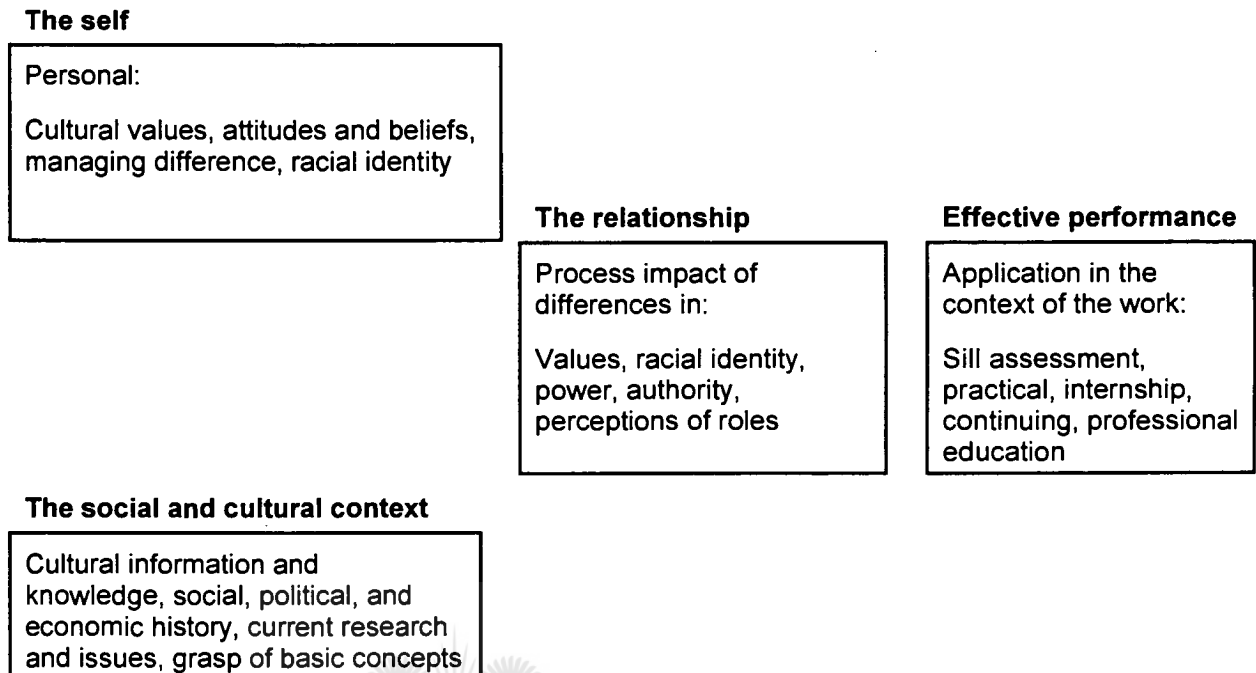 The self
Personal:
Cultural values, attitudes and beliefs,
managing difference, racial identity
The relationship
Process impact of
differences in:
Values, racial identity,
power, authority,
perceptions of roles
Effective performance
Application in the
context of the work:
Sill assessment,
practical, internship,
continuing, professional
education
The social and cultural context
Cultural information and
knowledge, social, political, and
economic history, current research
and issues, grasp of basic concepts